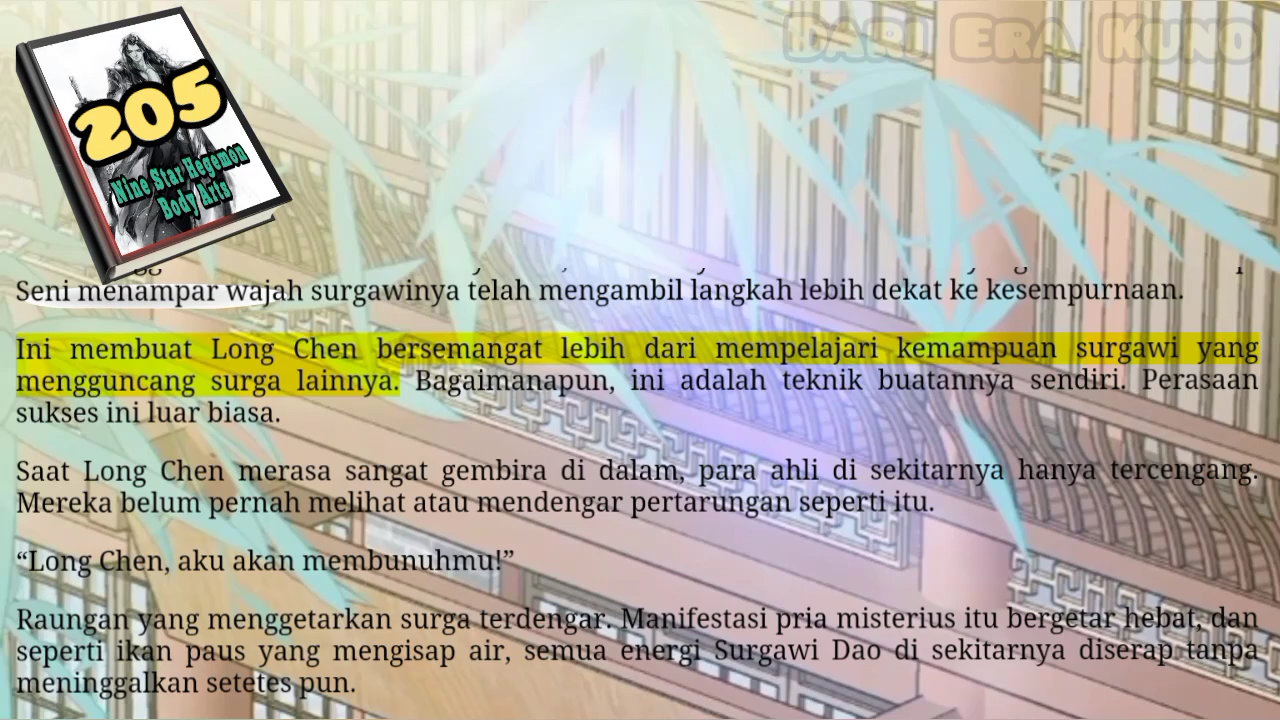 DARI ERA KUNO
205
Nine Star Hegemon
Body Arts
Seni menampar wajah surgawinya telah mengambil langkah lebih dekat ke kesempurnaan.
Ini membuat Long Chen bersemangat lebih dari mempelajari kemampuan surgawi yang
mengguncang surga lainnya. Bagaimanapun, ini adalah teknik buatannya sendiri. Perasaan
sukses ini luar biasa.
Saat Long Chen merasa sangat gembira di dalam, para ahli di sekitarnya hanya tercengang.
Mereka belum pernah melihat atau mendengar pertarungan seperti itu.
“Long Chen, aku akan membunuhmu!”
Raungan yang menggetarkan surga terdengar. Manifestasi pria misterius itu bergetar hebat, dan
seperti ikan paus yang mengisap air, semua energi Surgawi Dao di sekitarnya diserap tanpa
meninggalkan setetes pun.